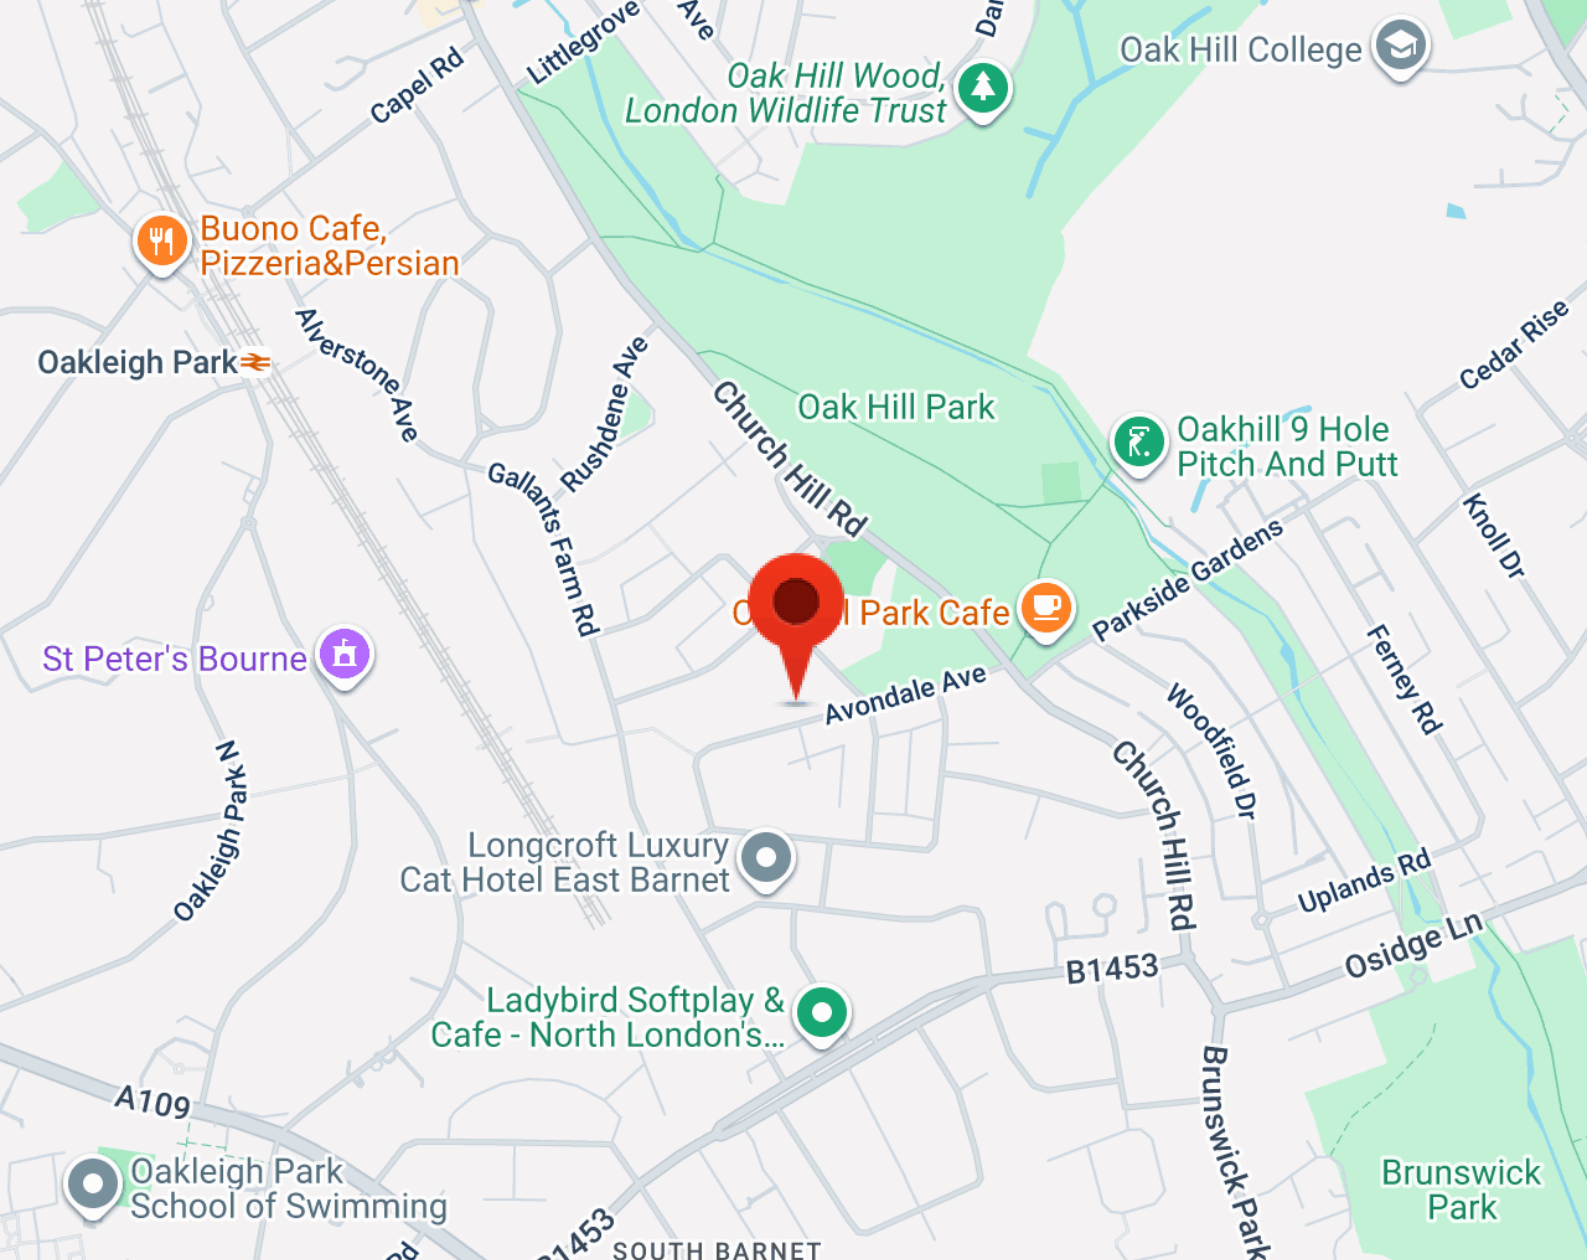 Littlegrove
Ave
Oak Hill College
Capel Rd
Oak Hill Wood,
London Wildlife Trust
Buono Cafe,
Pizzeria&Persian
Alverstone Ave
Oakleigh Park
Rushdene Ave
Cedar Rise
Church Hill Rd
Oak Hill Park
Oakhill 9 Hole
Pitch And Putt
Gallants Farm Rd
Knoll Dr
Parkside Gardens
Park Cafe
St Peter's Bourne
Ferney Rd
Avondale Ave
Woodfield Dr
Oakleigh Park N
Church Hill Rd
Longcroft Luxury
Cat Hotel East Barnet
Uplands Rd
Osidge Ln
B1453
Ladybird Softplay &
Cafe - North London's...
A109
Brunswick Park
Oakleigh Park
School of Swimming
Brunswick
Park
B1453
Rd
SOUTH BARNET